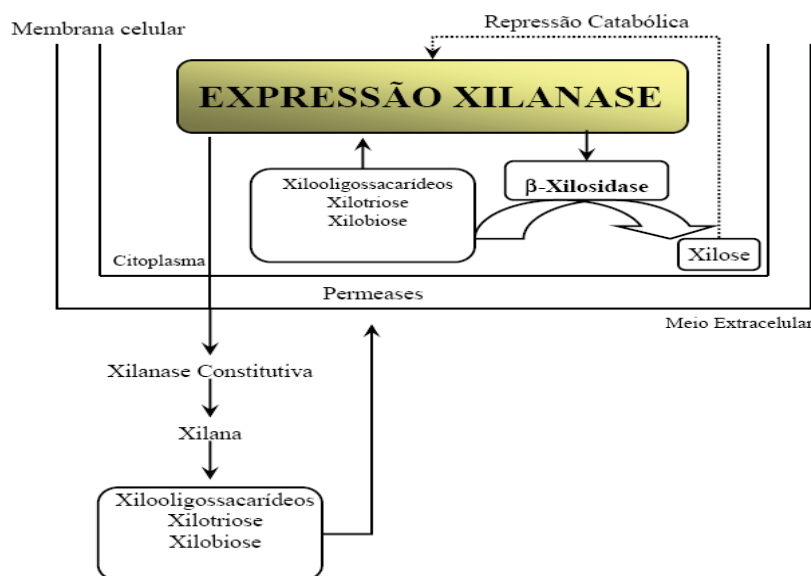 Repressão Catabólica
Membrana celular
EXPRESSÃO XILANASE
Xilooligossacarídeos
Xilotriose
Xilobiose
β-Xilosidase
Xilose
Citoplasma
Permeases
Meio Extracelular
Xilanase Constitutiva
Xilana
Xilooligossacarídeos
Xilotriose
Xilobiose